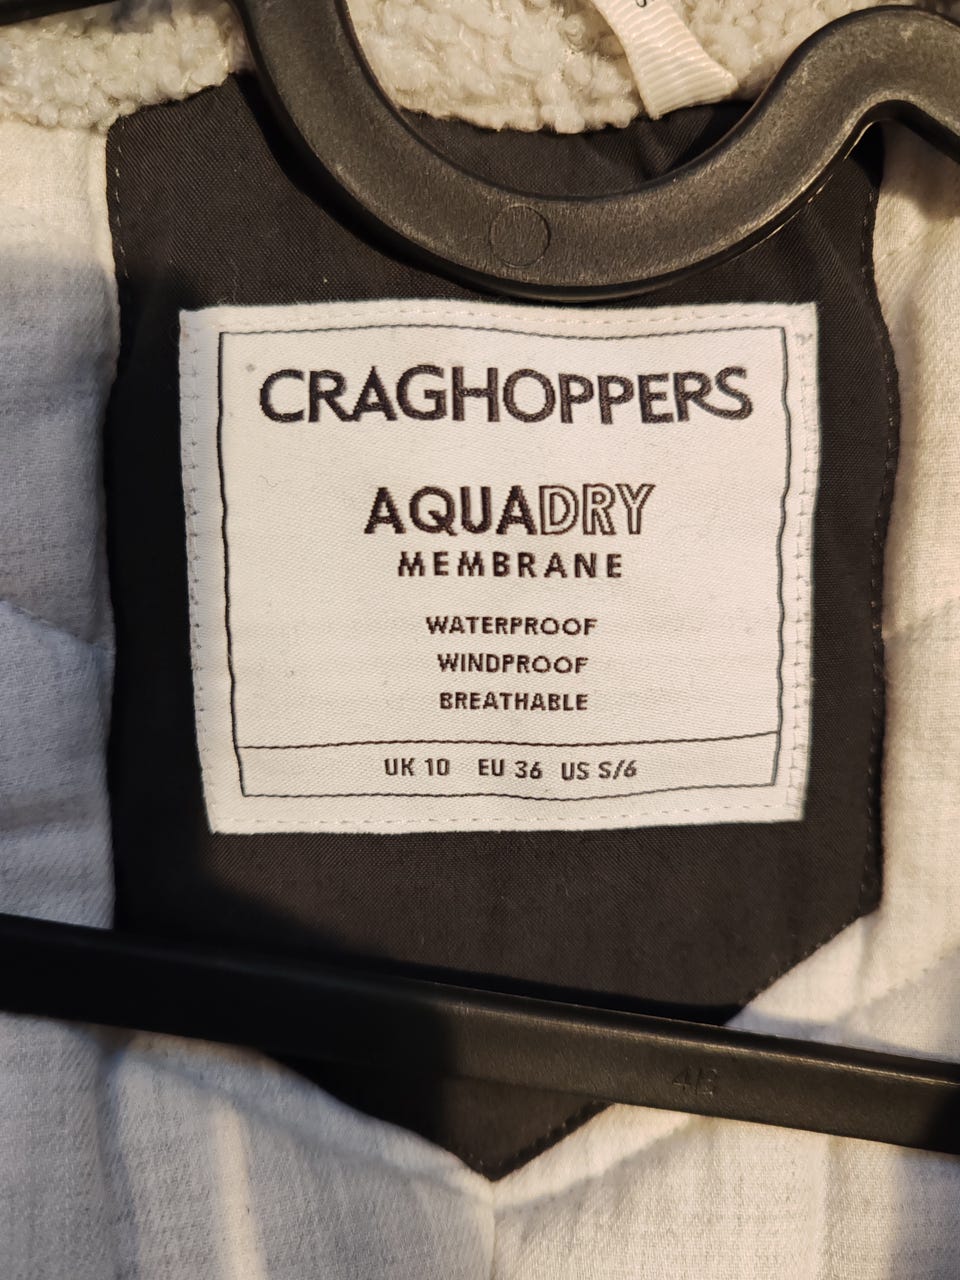 CRAGHOPPERS
AQUADRY
MEMBRANE
WATERPROOF
WINDPROOF
BREATHABLE
UK 10 EU 36 US S/6